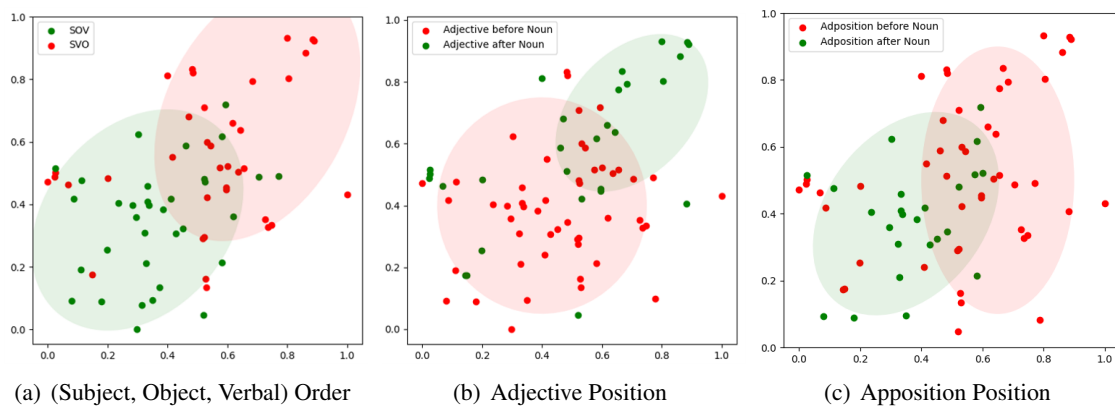 SOV
SVO
1.0
0.8
0.6
0.4
0.2
0.0
0.0 0.2 0.4 0.6 0.8 1.0
(a) (Subject, Object, Verbal) Order
Adjective before Noun
Adjective after Noun
1.0
0.8
0.6
0.4
0.2
0.0
0.0 0.2 0.4 0.6 0.8 1.0
(b) Adjective Position
Adposition before Noun
Adposition after Noun
1.0
0.8
0.6
0.4
0.2
0.0
0.0 0.2 0.4 0.6 0.8 1.0
(c) Apposition Position